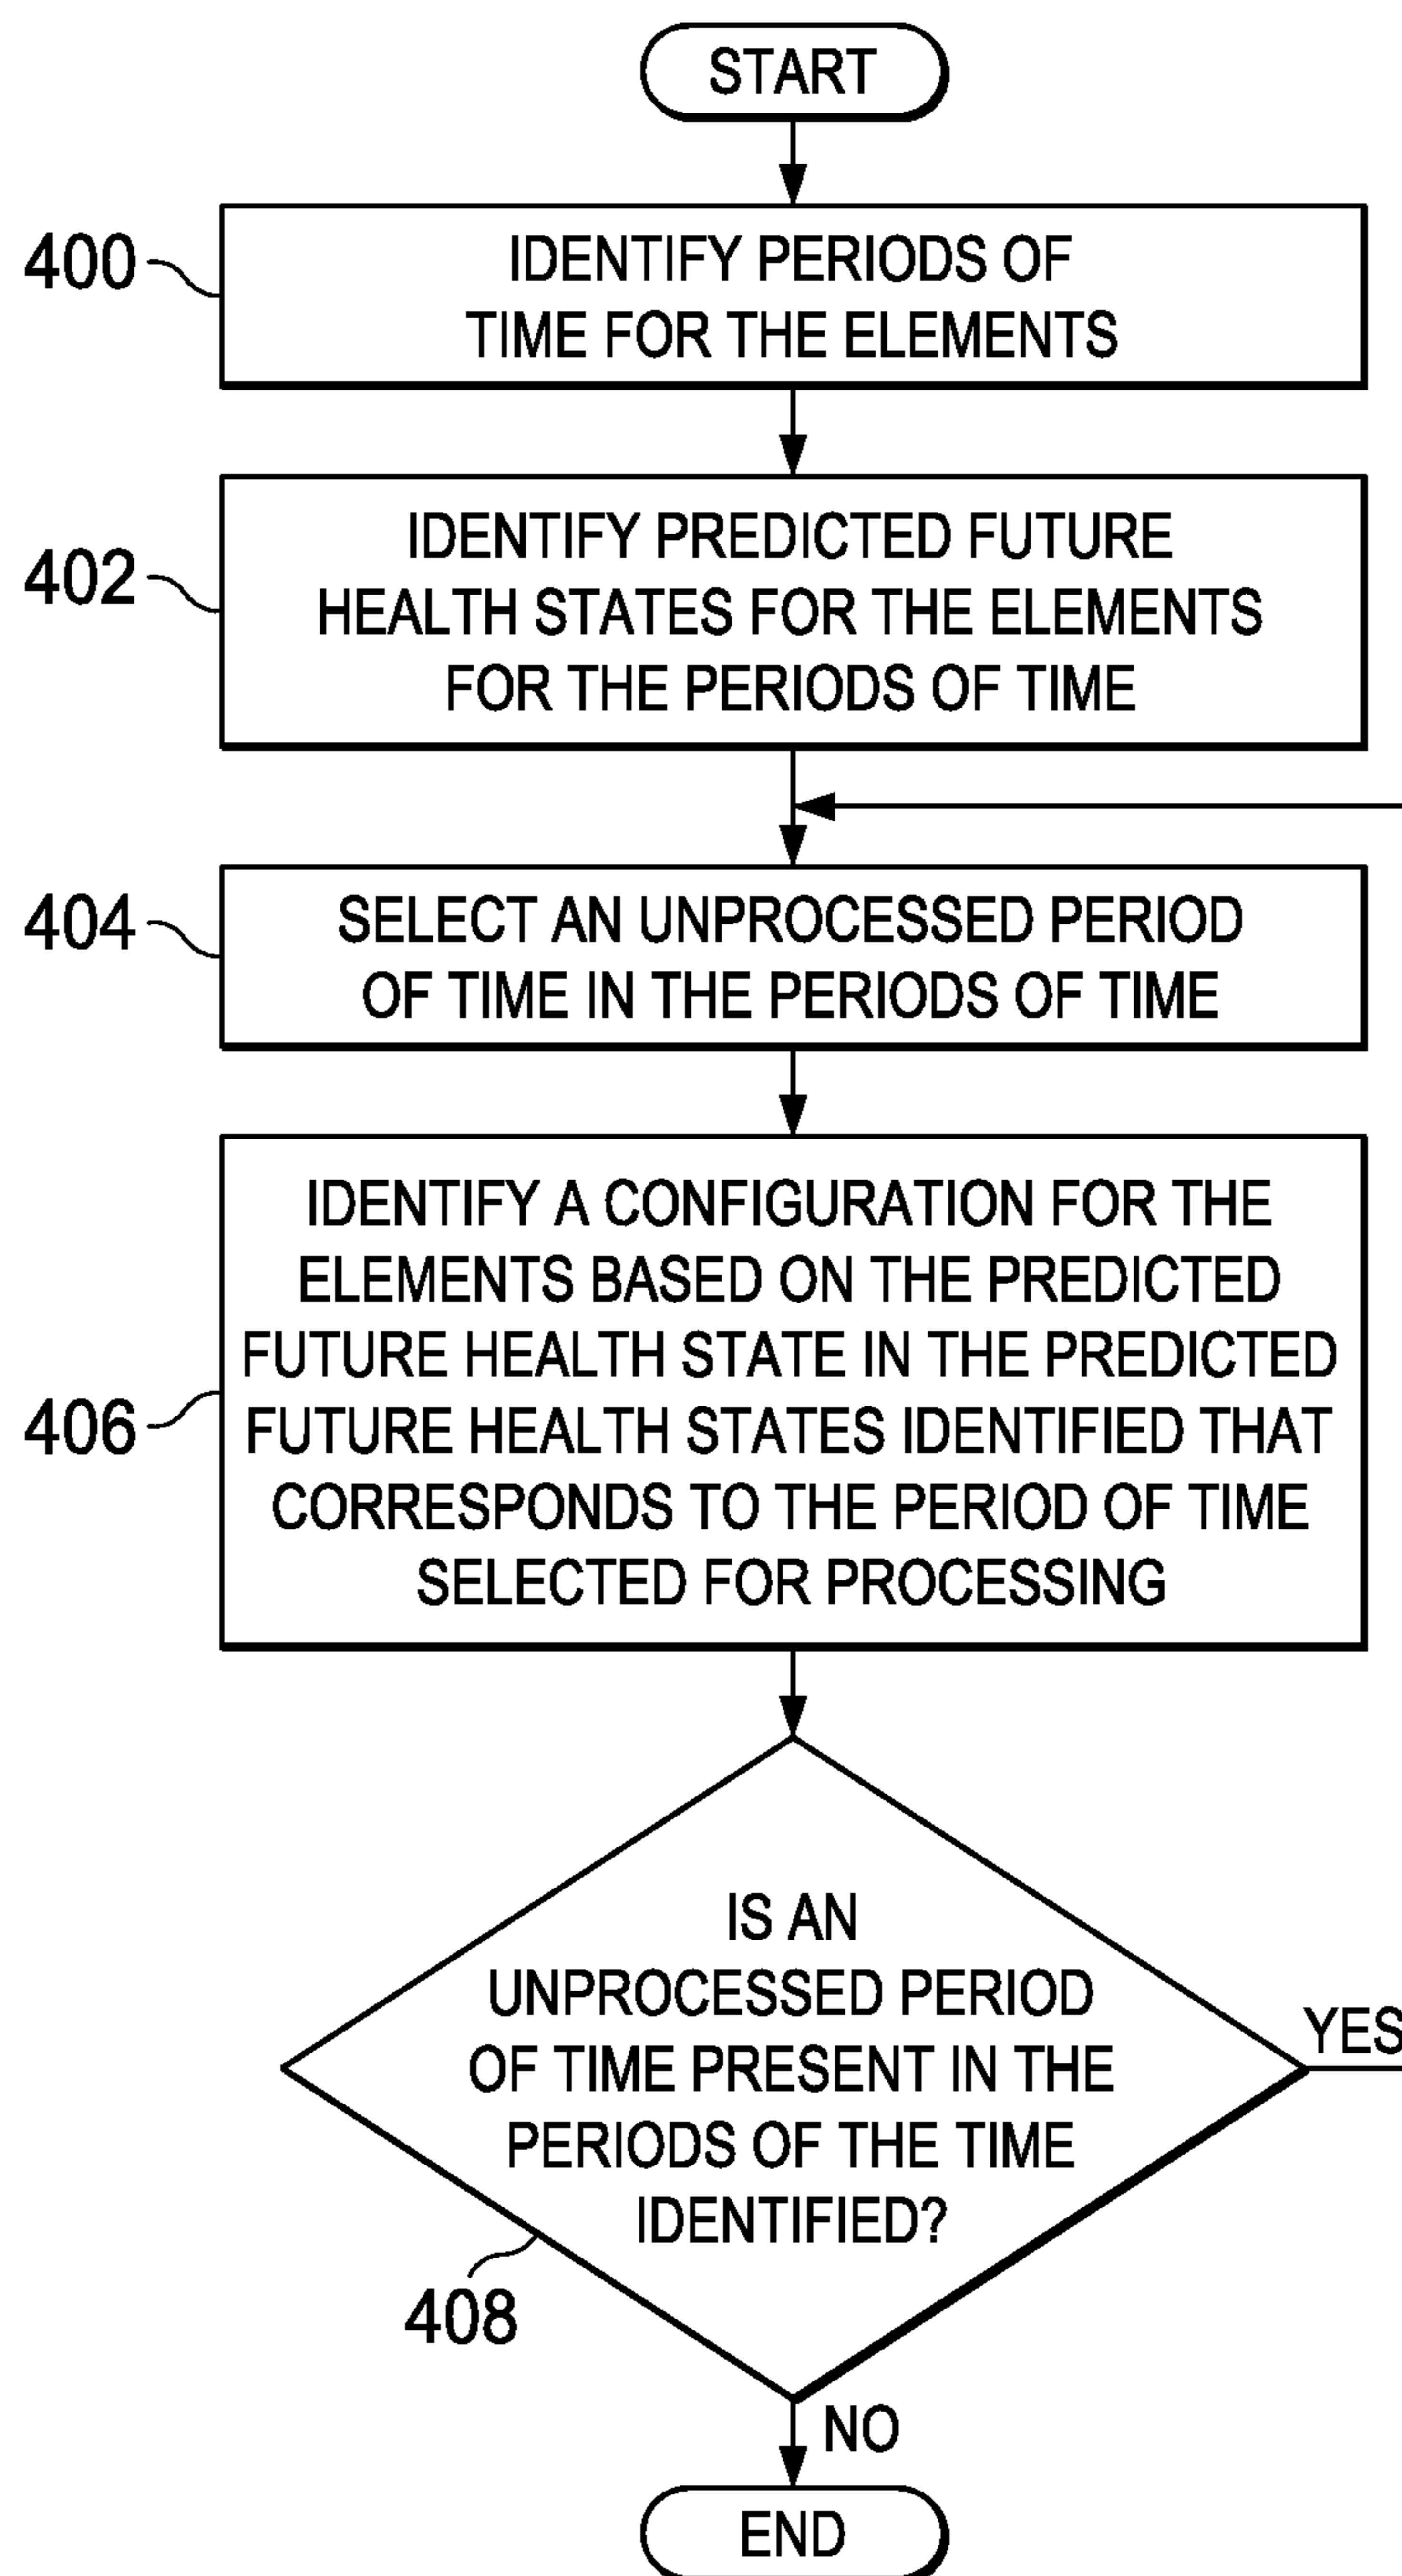 START
400
IDENTIFY PERIODS OF
TIME FOR THE ELEMENTS
402
IDENTIFY PREDICTED FUTURE
HEALTH STATES FOR THE ELEMENTS
FOR THE PERIODS OF TIME
404
SELECT AN UNPROCESSED PERIOD
OF TIME IN THE PERIODS OF TIME
406
IDENTIFY A CONFIGURATION FOR THE
ELEMENTS BASED ON THE PREDICTED
FUTURE HEALTH STATE IN THE PREDICTED
FUTURE HEALTH STATES IDENTIFIED THAT
CORRESPONDS TO THE PERIOD OF TIME
SELECTED FOR PROCESSING
IS AN
UNPROCESSED PERIOD
OF TIME PRESENT IN THE
PERIODS OF THE TIME
IDENTIFIED?
YES
408
NO
END